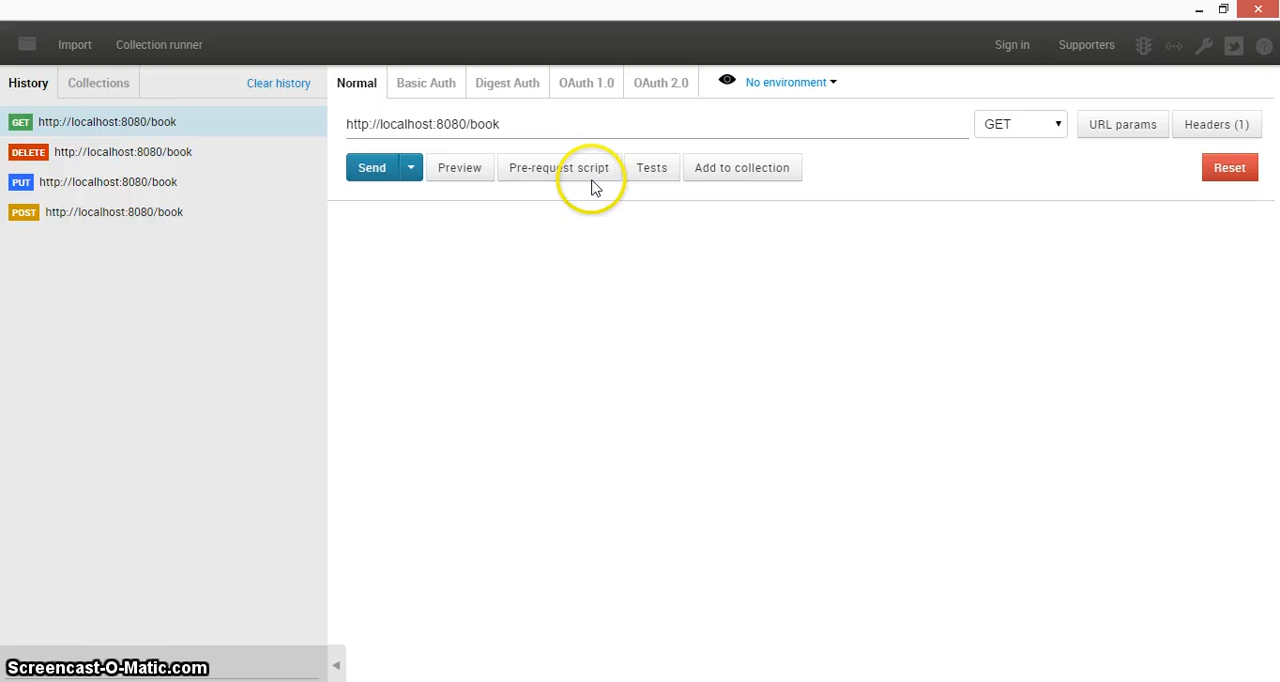 Import Collection runner Sign in Supporters
History Collections Clear history Normal Basic Auth Digest Auth OAuth 1.0 OAuth 2.0 No environment
GET http://localhost:8080/book
DELETE http://localhost:8080/book
PUT http://localhost:8080/book
POST http://localhost:8080/book
http://localhost:8080/book GET URL params Headers (1)
Send Preview Pre-request script Tests Add to collection Reset
Screencast-O-Matic.com